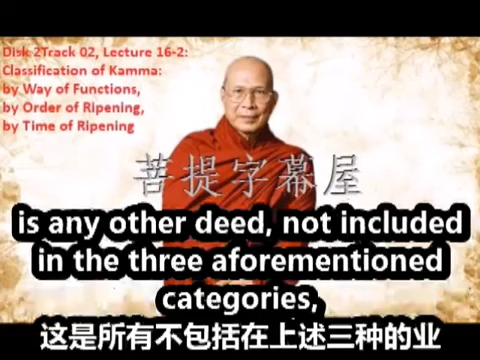 Disk 2Track 02, Lecture 16-2:
Classification of Kamma:
by Way of Functions,
by Order of Ripening,
by Time of Ripening
菩提字幕屋
is any other deed, not included
in the three aforementioned
categories,
这是所有不包括在上述三种的业